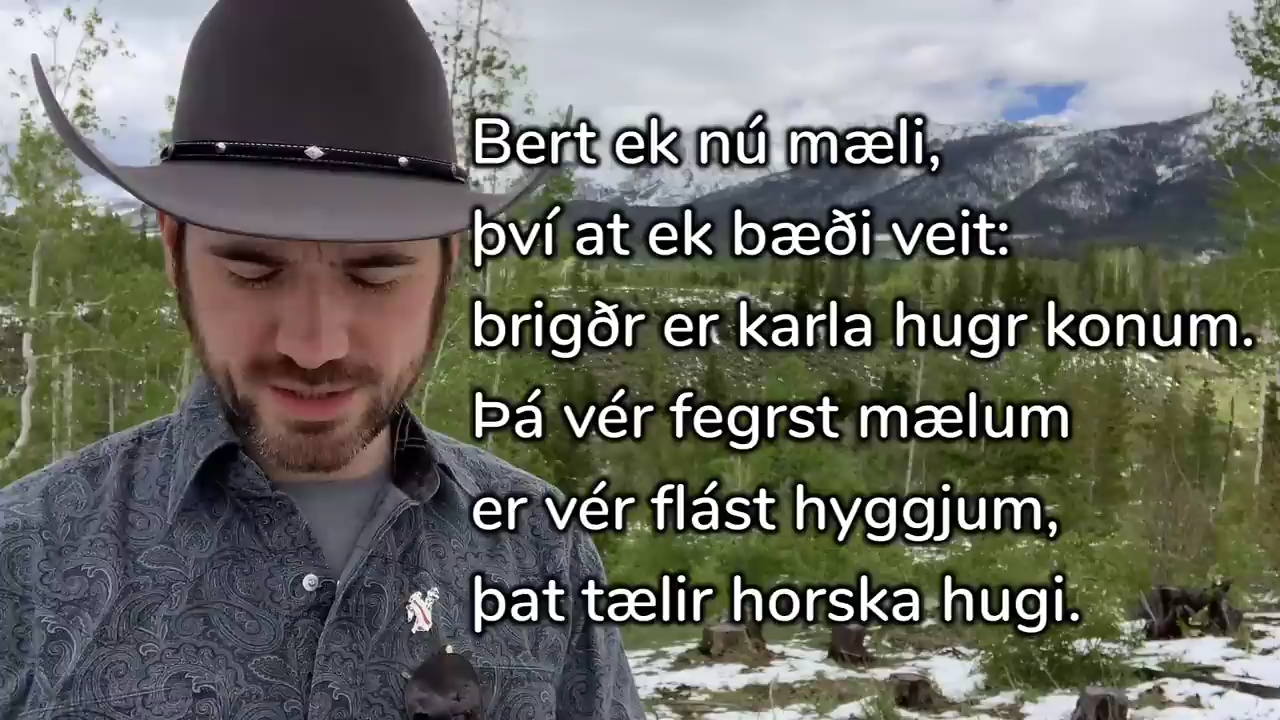 Bert ek nú mæli,
því at ek bæði veit:
brigðr er karla hugr konum.
Þá vér fegrst mælum
er vér flást hyggjum,
þat tælir horska hugi.